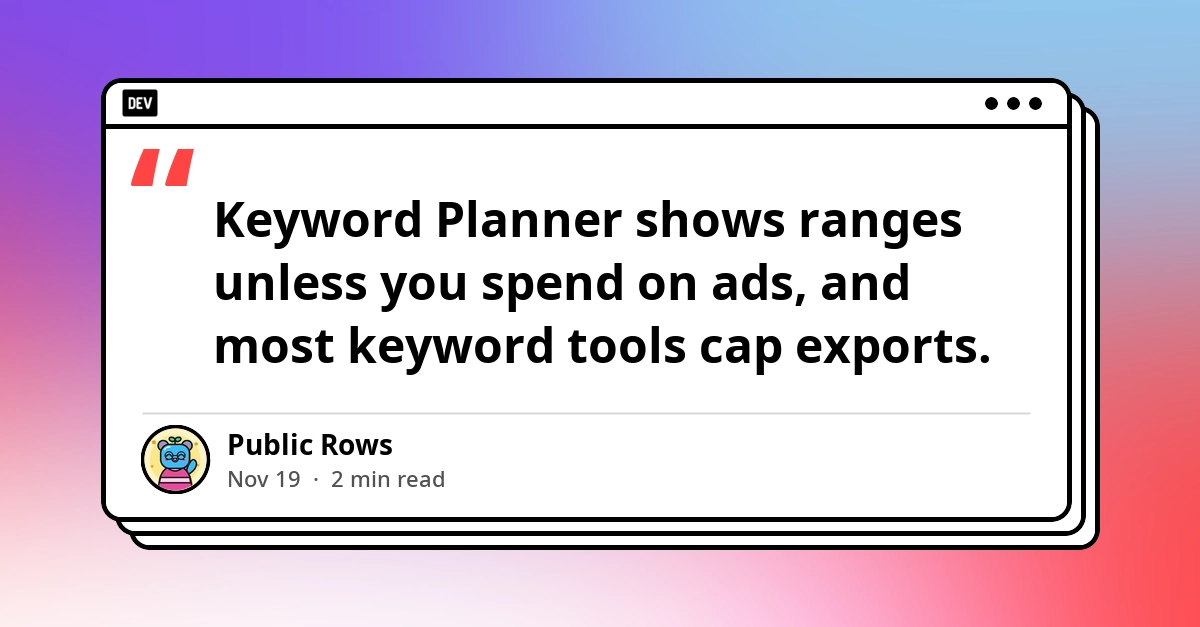 DEV
“
Keyword Planner shows ranges
unless you spend on ads, and
most keyword tools cap exports.
Public Rows
Nov 19 · 2 min read